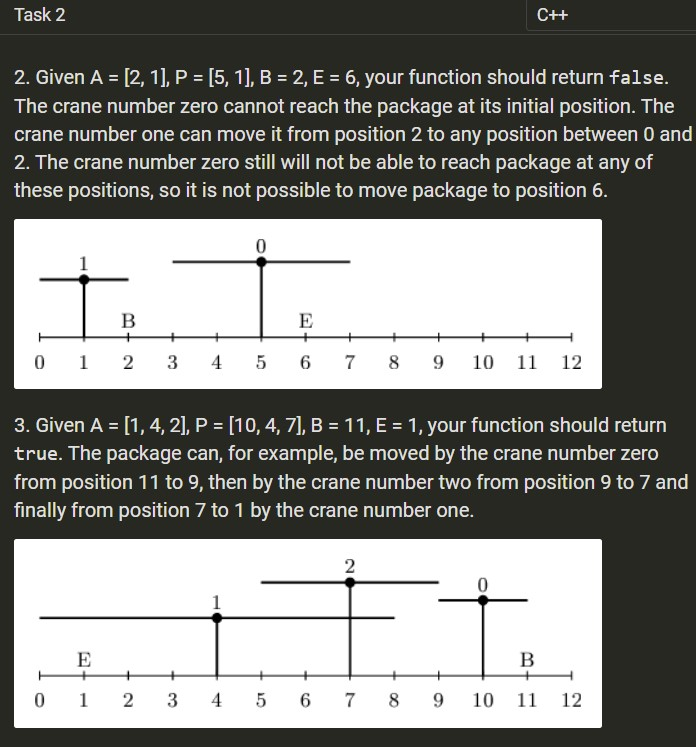 Task 2
C++
2. Given A = [2, 1], P = [5, 1], B = 2, E = 6, your function should return false.
The crane number zero cannot reach the package at its initial position. The
crane number one can move it from position 2 to any position between 0 and
2. The crane number zero still will not be able to reach package at any of
these positions, so it is not possible to move package to position 6.
0
1
B E
0 1 2 3 4 5 6 7 8 9 10 11 12
3. Given A = [1, 4, 2], P = [10, 4, 7], B = 11, E = 1, your function should return
true. The package can, for example, be moved by the crane number zero
from position 11 to 9, then by the crane number two from position 9 to 7 and
finally from position 7 to 1 by the crane number one.
2
0
1
E B
0 1 2 3 4 5 6 7 8 9 10 11 12